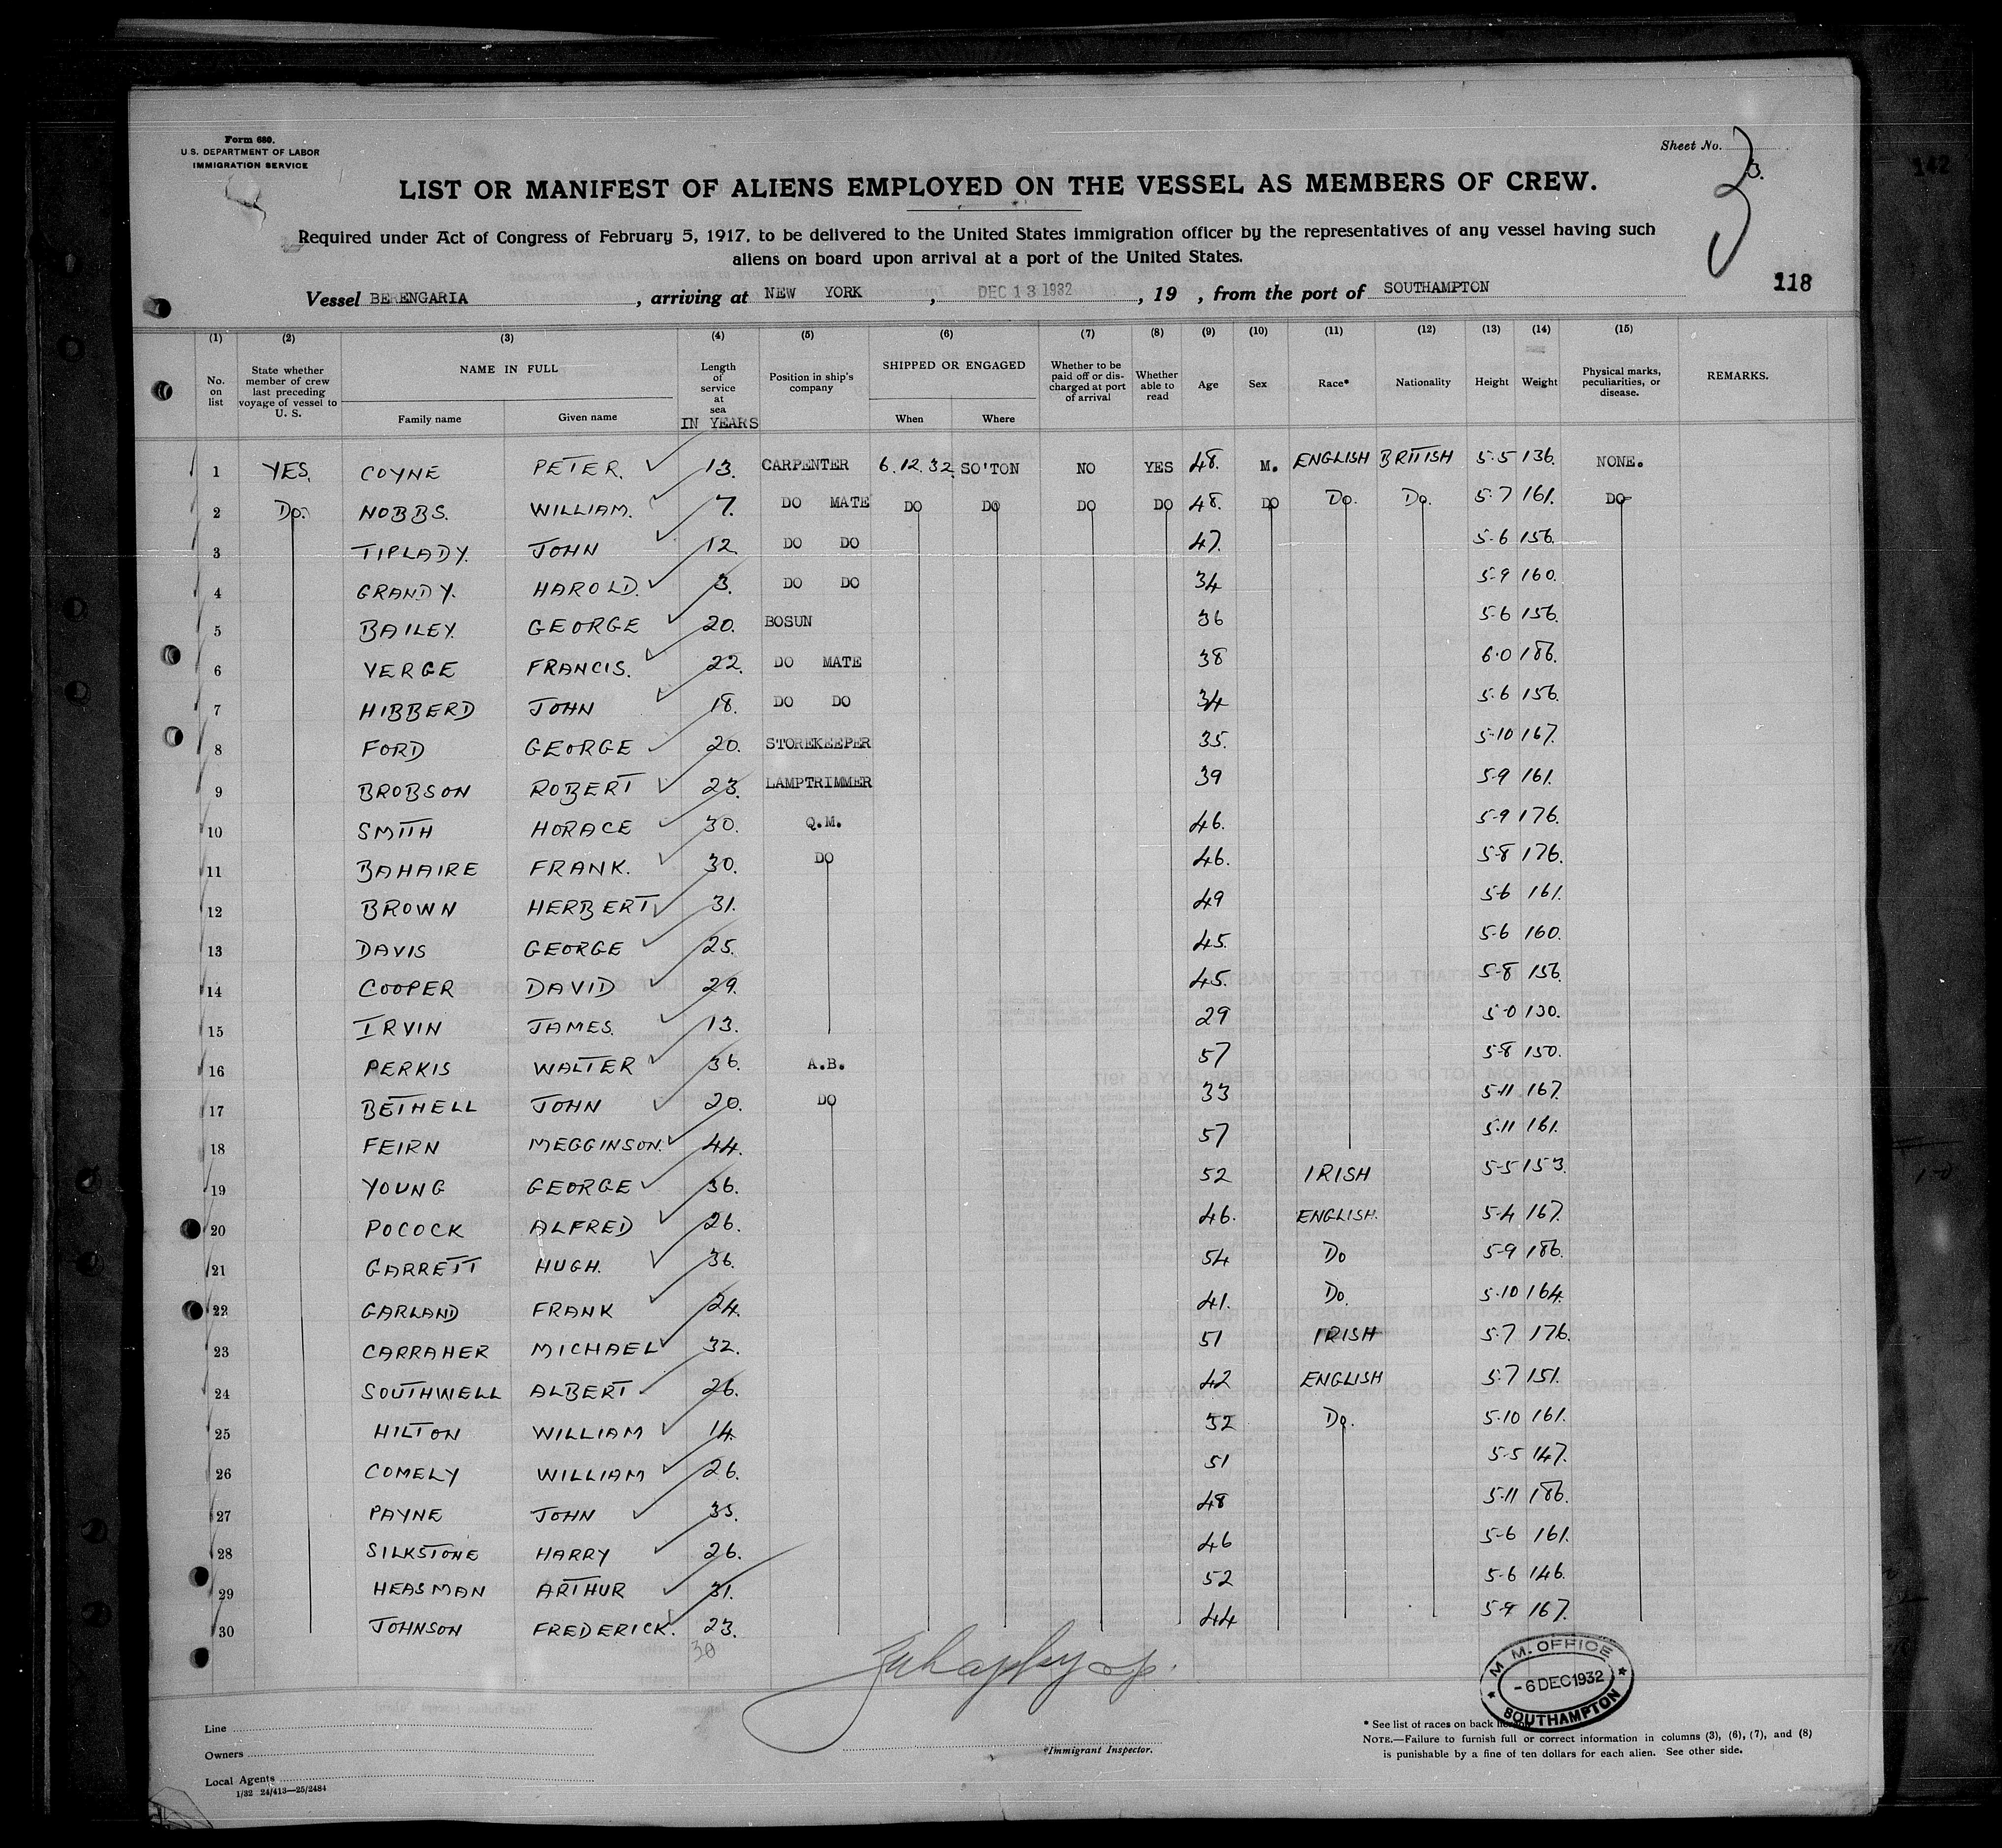 Form 680.
U.S. DEPARTMENT OF LABOR
IMMIGRATION SERVICE
Sheet No. 3.
3
142
LIST OR MANIFEST OF ALIENS EMPLOYED ON THE VESSEL AS MEMBERS OF CREW.
Required under Act of Congress of February 5, 1917, to be delivered to the United States immigration officer by the representatives of any vessel having such
aliens on board upon arrival at a port of the United States.
118
Vessel BERENGARIA, arriving at NEW YORK, DEC 13 1932, 19 , from the port of SOUTHAMPTON
(1) (2) (3) (4) (5) (6) (7) (8) (9) (10) (11) (12) (13) (14) (15)
No. on list
State whether member of crew last preceding voyage of vessel to U. S.
NAME IN FULL
Family name Given name
Length of service at sea
IN YEARS
Position in ship's company
SHIPPED OR ENGAGED
When Where
Whether to be paid off or discharged at port of arrival
Whether able to read
Age Sex Race* Nationality Height Weight
Physical marks, peculiarities, or disease.
REMARKS.
1 YES. COYNE PETER. 13. CARPENTER 6.12.32 SO'TON NO YES 48. M. ENGLISH BRITISH 5.5 136. NONE.
2 DO. NOBBS. WILLIAM. 7. DO MATE DO DO DO DO 48. DO DO. DO. 5.7 161. DO
3 TIPLADY. JOHN 12. DO DO 47. 5.6 156.
4 GRANDY. HAROLD. 3. DO DO 34 5.9 160.
5 BAILEY. GEORGE 20. BOSUN 36 5.6 156.
6 VERGE FRANCIS. 22. DO MATE 38 6.0 186.
7 HIBBERD JOHN 18. DO DO 34 5.6 156.
8 FORD GEORGE 20. STOREKEEPER 35. 5-10 167.
9 BROBSON ROBERT 23. LAMPTRIMMER 39 5-9 161.
10 SMITH HORACE 30. Q.M. 46. 5-9 176.
11 BAHAIRE FRANK. 30. DO 46. 5-8 176.
12 BROWN HERBERT 31. 49 5-6 161.
13 DAVIS GEORGE 25. 45. 5-6 160.
14 COOPER DAVID 29. 45. 5-8 156
15 IRVIN JAMES. 13. 29 5-0 130.
16 PERKIS WALTER 36. A.B. 57 5-8 150.
17 BETHELL JOHN 20. DO 33 5-11 167.
18 FEIRN MEGGINSON. 44. 57 5-11 161.
19 YOUNG GEORGE 36. 52 IRISH 5-5 153.
20 POCOCK ALFRED 26. 46. ENGLISH. 5-4 167.
21 GARRETT HUGH. 36. 54 DO 5-9 186.
22 GARLAND FRANK 24. 41. DO. 5-10 164.
23 CARRAHER MICHAEL 32. 51 IRISH 5.7 176.
24 SOUTHWELL ALBERT 26. 42 ENGLISH 5.7 151.
25 HILTON WILLIAM 14. 32 DO. 5-10 161.
26 COMELY WILLIAM 26. 51 5-5 147.
27 PAYNE JOHN 35. 48 5-11 186.
28 SILKSTONE HARRY 26. 46 5-6 161.
29 HEASMAN ARTHUR 31. 52 5-6 146.
30 JOHNSON FREDERICK. 23. 44 5-9 167.
30
M.M. OFFICE
- 6 DEC 1932
SOUTHAMPTON
Line
Owners
Local Agents
1/32 24/413—25/2484
*Immigrant Inspector.
* See list of races on back
NOTE.—Failure to furnish full or correct information in columns (3), (6), (7), and (8)
is punishable by a fine of ten dollars for each alien. See other side.